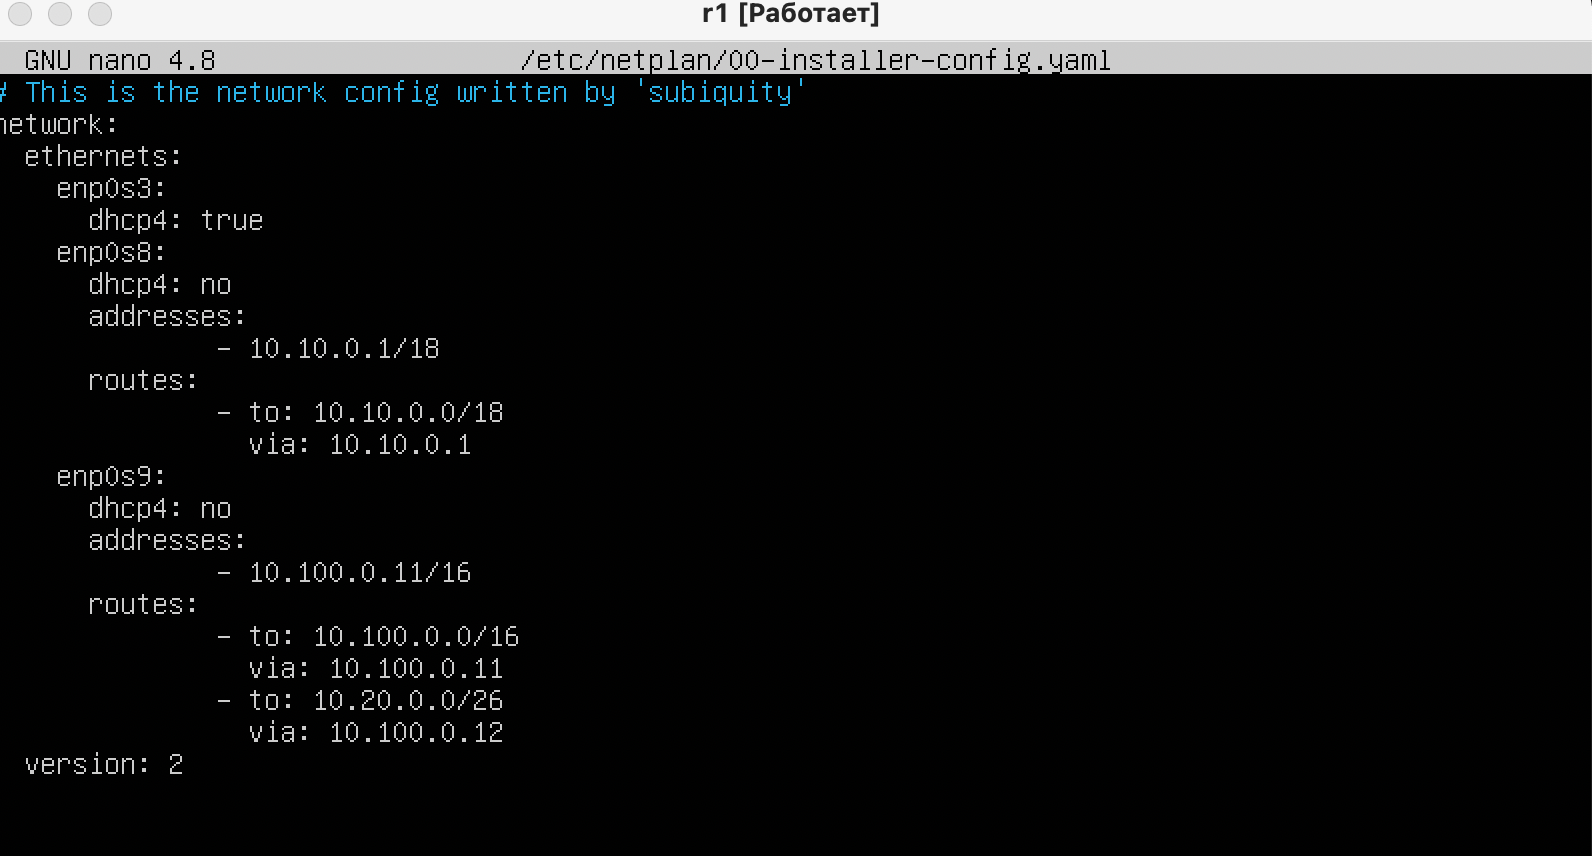 r1 [Работает]
GNU nano 4.8 /etc/netplan/00-installer-config.yaml
# This is the network config written by 'subiquity'
network:
  ethernets:
    enp0s3:
      dhcp4: true
    enp0s8:
      dhcp4: no
      addresses:
              - 10.10.0.1/18
      routes:
              - to: 10.10.0.0/18
                via: 10.10.0.1
    enp0s9:
      dhcp4: no
      addresses:
              - 10.100.0.11/16
      routes:
              - to: 10.100.0.0/16
                via: 10.100.0.11
              - to: 10.20.0.0/26
                via: 10.100.0.12
  version: 2